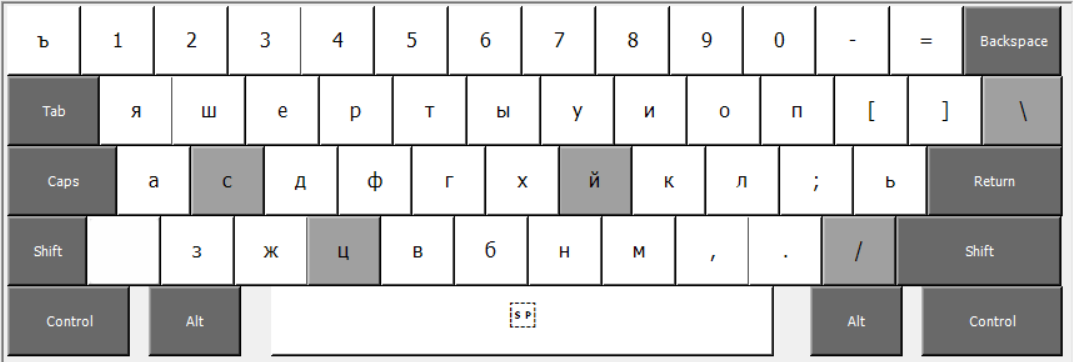 ъ 1 2 3 4 5 6 7 8 9 0 - = Backspace
Tab я ш е р т ы у и о п [ ] \
Caps а с д ф г х й к л ; ь Return
Shift з ж ц в б н м , . / Shift
Control Alt SP Alt Control